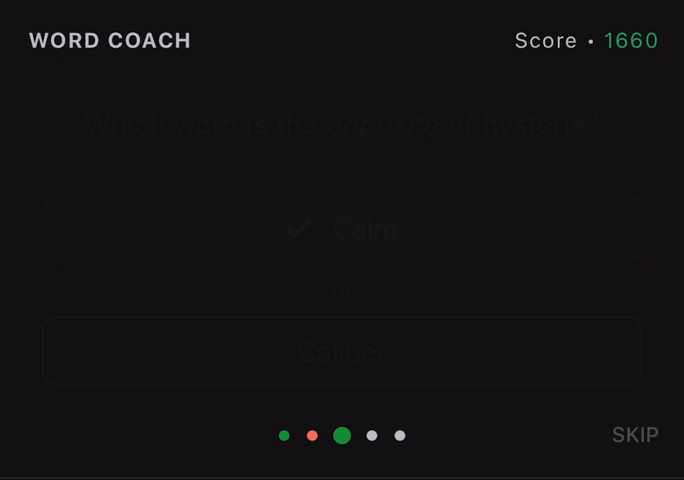 WORD COACH
Score • 1660
Which word is the opposite of hysteria?
Calm
or
Caliber
SKIP